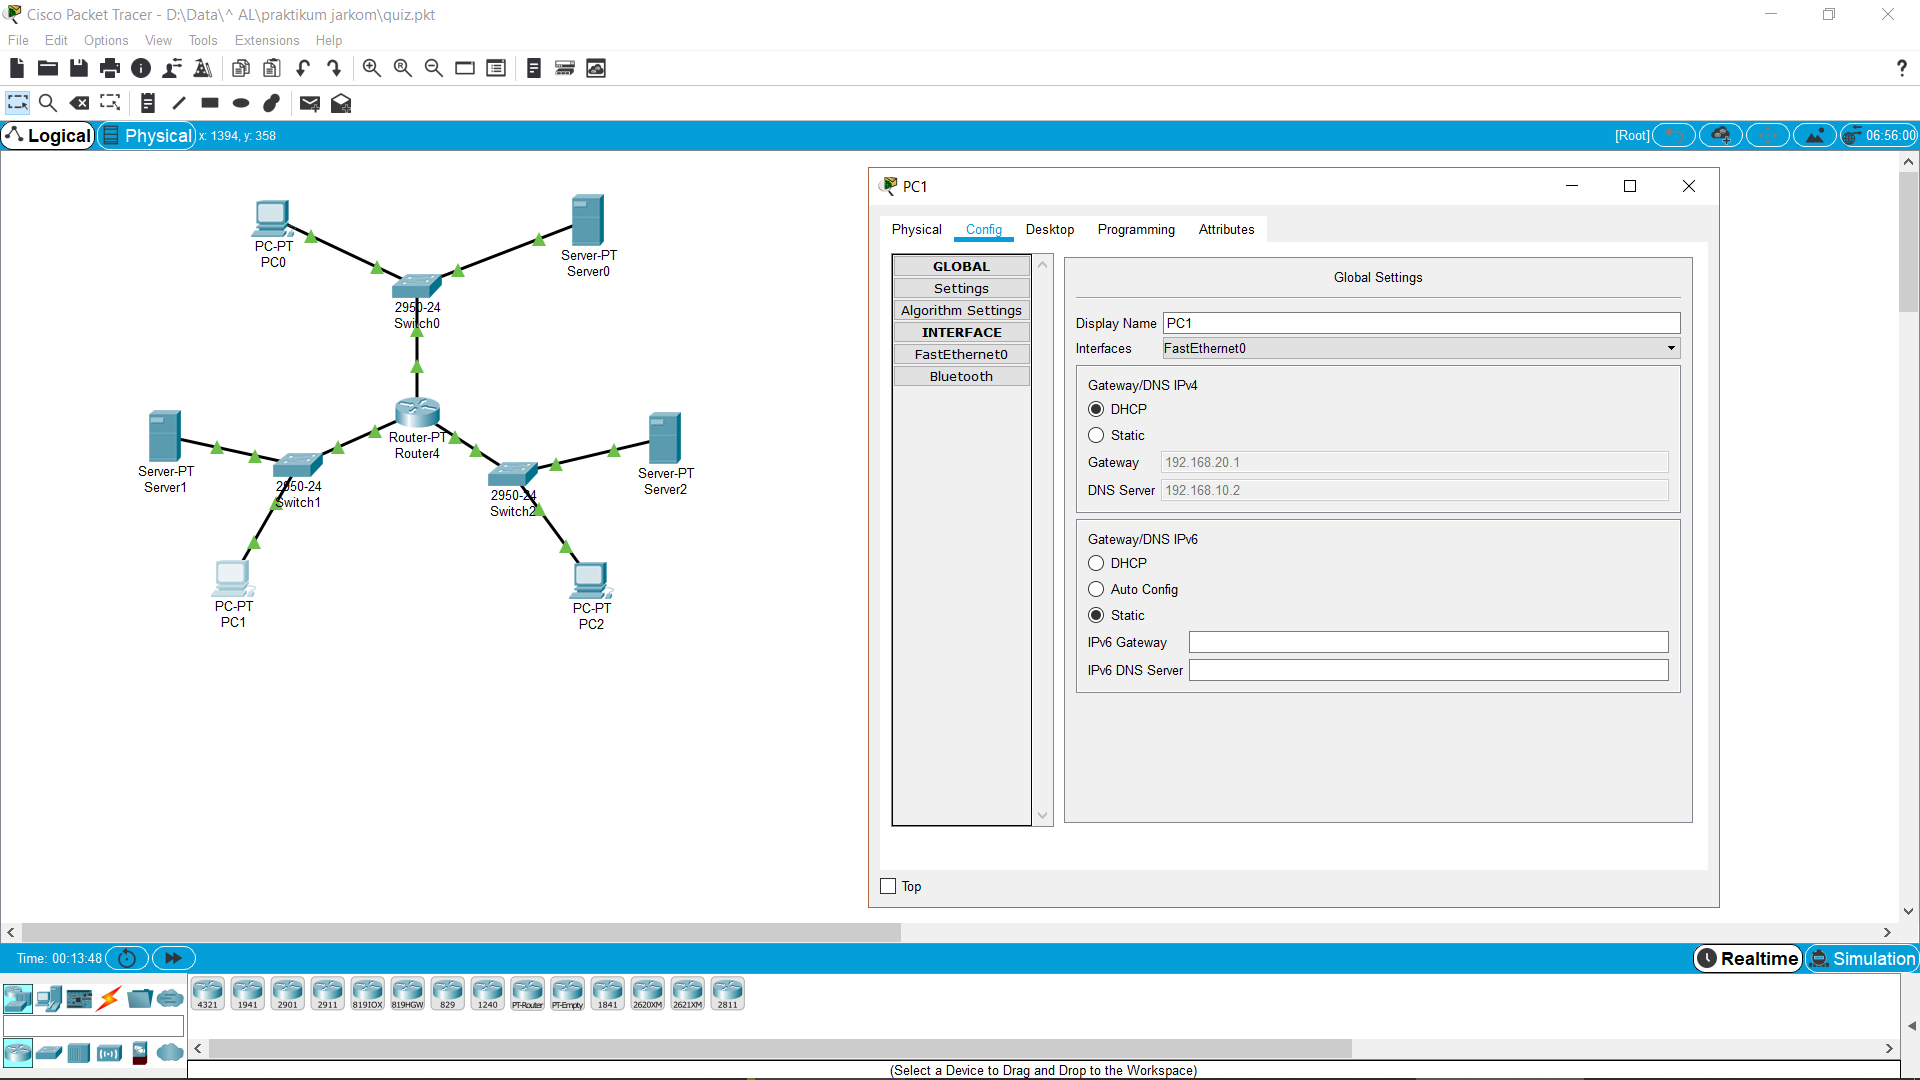 Cisco Packet Tracer - D:\Data\^ AL\praktikum jarkom\quiz.pkt
File Edit Options View Tools Extensions Help
?
Logical Physical x: 1394, y: 358 [Root] 06:56:00
PC-PT
PC0
Server-PT
Server0
2950-24
Switch0
Router-PT
Router4
Server-PT
Server1
2950-24
Switch1
2950-24
Switch2
Server-PT
Server2
PC-PT
PC1
PC-PT
PC2
PC1
Physical Config Desktop Programming Attributes
GLOBAL
Settings
Algorithm Settings
INTERFACE
FastEthernet0
Bluetooth
Global Settings
Display Name PC1
Interfaces FastEthernet0
Gateway/DNS IPv4
DHCP
Static
Gateway 192.168.20.1
DNS Server 192.168.10.2
Gateway/DNS IPv6
DHCP
Auto Config
Static
IPv6 Gateway
IPv6 DNS Server
Top
Time: 00:13:48 Realtime Simulation
4321 1941 2901 2911 819IOX 819HGW 829 1240 PT-Router PT-Empty 1841 2620XM 2621XM 2811
(Select a Device to Drag and Drop to the Workspace)